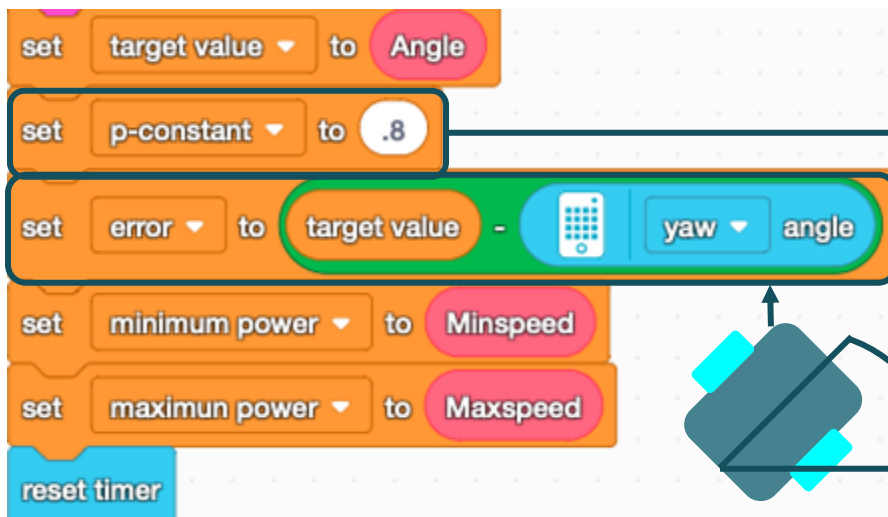 set target value to Angle
set p-constant to .8
set error to target value - yaw angle
set minimum power to Minspeed
set maximun power to Maxspeed
reset timer